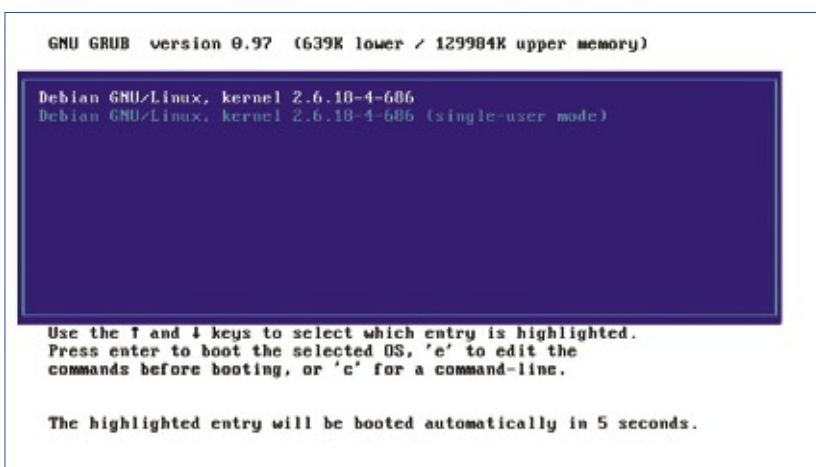 GNU GRUB version 0.97 (639K lower / 129984K upper memory)
Debian GNU/Linux, kernel 2.6.18-4-686
Debian GNU/Linux, kernel 2.6.18-4-686 (single-user mode)
Use the ↑ and ↓ keys to select which entry is highlighted.
Press enter to boot the selected OS, 'e' to edit the
commands before booting, or 'c' for a command-line.
The highlighted entry will be booted automatically in 5 seconds.